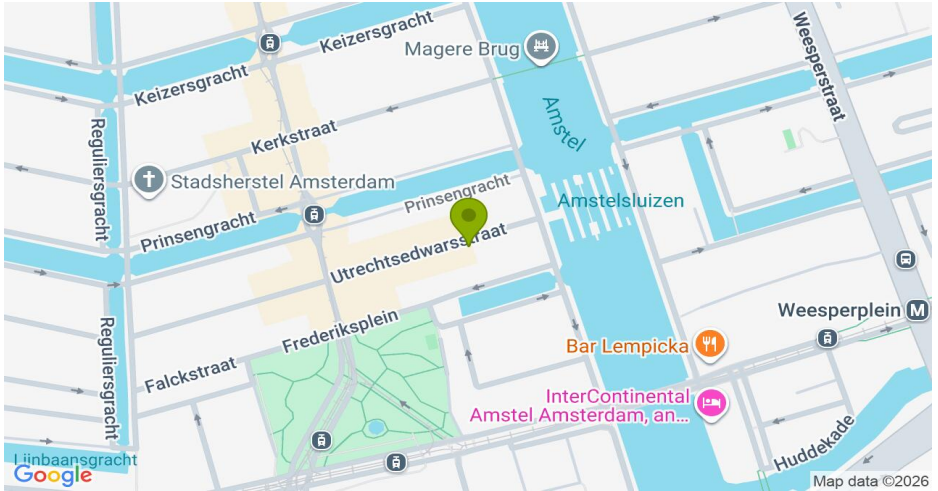 Keizersgracht
Magere Brug
Weesperstraat
Keizersgracht
Amstel
Reguliersgracht
Kerkstraat
Stadsherstel Amsterdam
Prinsengracht
Amstelsluizen
Prinsengracht
Utrechtsedwarsstraat
Weesperplein
M
Frederiksplein
Reguliersgracht
Bar Lempicka
Falckstraat
InterContinental
Amstel Amsterdam, an...
Huddekade
Lijnbaansgracht
Google
Map data ©2026